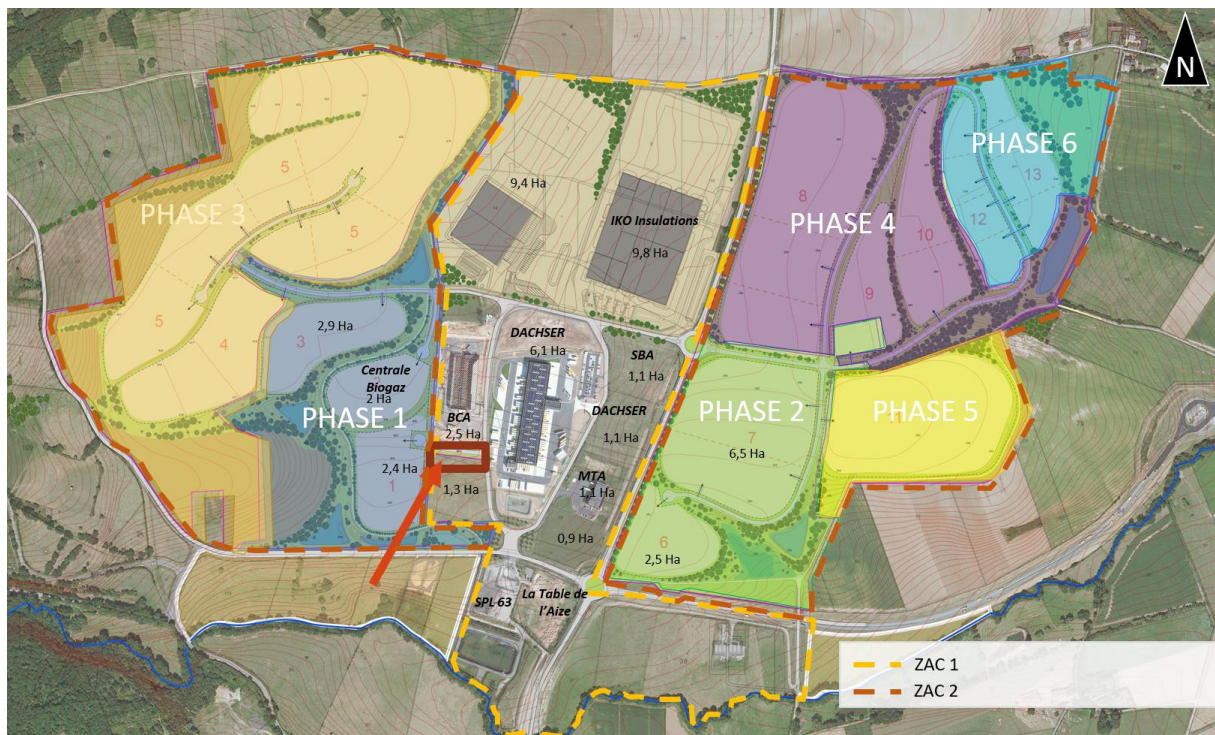 N
PHASE 3
5
5
5
5
4
9,4 Ha
IKO Insulations
9,8 Ha
8
PHASE 4
10
9
PHASE 6
13
12
3
2,9 Ha
Centrale
Biogaz
2 Ha
PHASE 1
2,4 Ha
1
DACHSER
6,1 Ha
SBA
1,1 Ha
DACHSER
1,1 Ha
BCA
2,5 Ha
1,3 Ha
MTA
1,1 Ha
0,9 Ha
PHASE 2
7
6,5 Ha
6
2,5 Ha
PHASE 5
SPL 63
La Table de
l'Aize
ZAC 1
ZAC 2